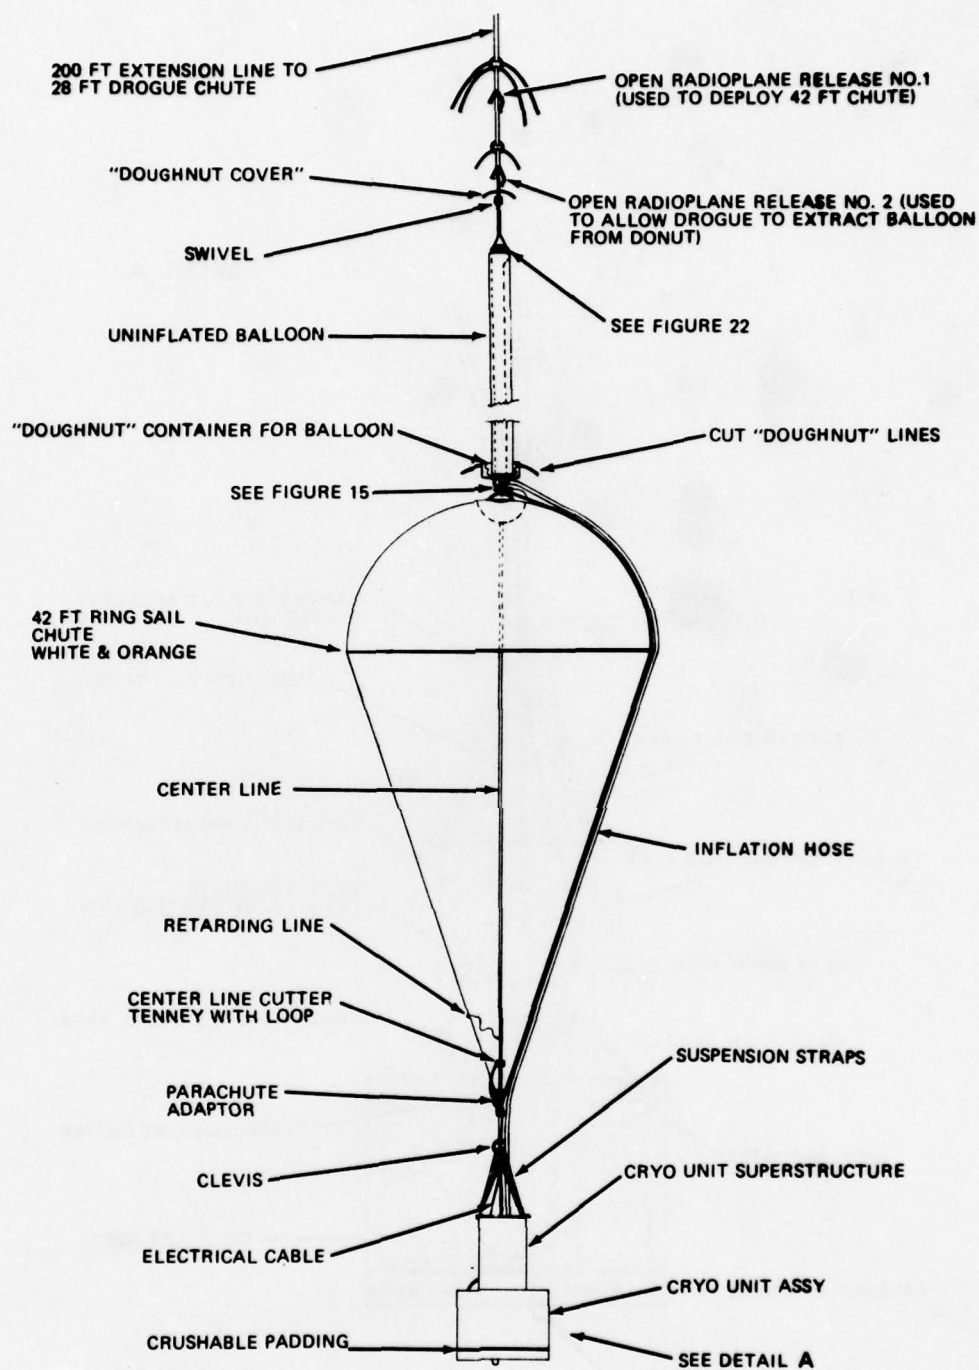 200 FT EXTENSION LINE TO
28 FT DROGUE CHUTE
OPEN RADIOPLANE RELEASE NO.1
(USED TO DEPLOY 42 FT CHUTE)
"DOUGHNUT COVER"
OPEN RADIOPLANE RELEASE NO. 2 (USED
TO ALLOW DROGUE TO EXTRACT BALLOON
FROM DONUT)
SWIVEL
SEE FIGURE 22
UNINFLATED BALLOON
"DOUGHNUT" CONTAINER FOR BALLOON
CUT "DOUGHNUT" LINES
SEE FIGURE 15
42 FT RING SAIL
CHUTE
WHITE & ORANGE
CENTER LINE
INFLATION HOSE
RETARDING LINE
CENTER LINE CUTTER
TENNEY WITH LOOP
SUSPENSION STRAPS
PARACHUTE
ADAPTOR
CLEVIS
CRYO UNIT SUPERSTRUCTURE
ELECTRICAL CABLE
CRYO UNIT ASSY
CRUSHABLE PADDING
SEE DETAIL A